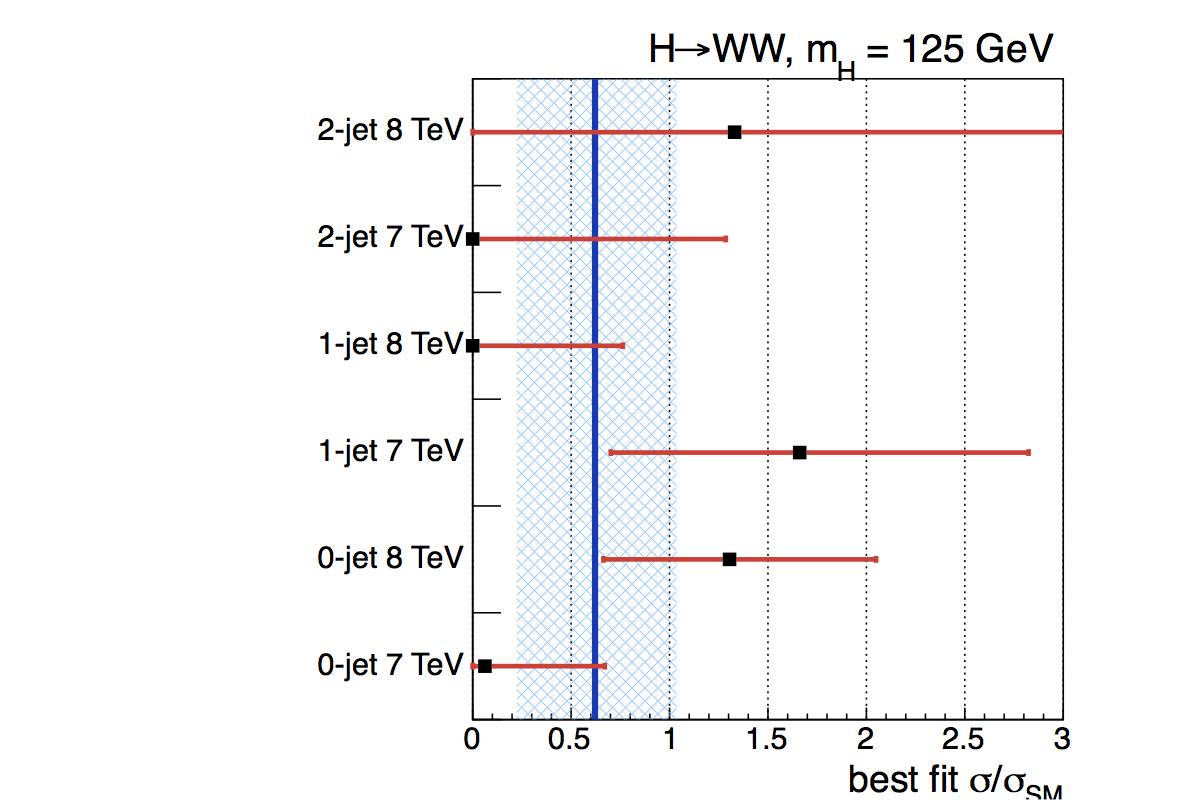 H→WW, mH = 125 GeV
2-jet 8 TeV
2-jet 7 TeV
1-jet 8 TeV
1-jet 7 TeV
0-jet 8 TeV
0-jet 7 TeV
0 0.5 1 1.5 2 2.5 3
best fit σ/σSM